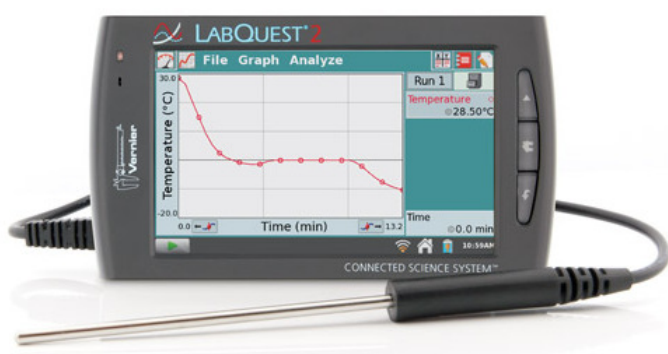 LABQUEST®2
File Graph Analyze
Run 1
30.0
Temperature (°C)
-20.0
0.0
Time (min)
13.2
Temperature
28.50°C
Time
0.0 min
10:59AM
Vernier
CONNECTED SCIENCE SYSTEM™